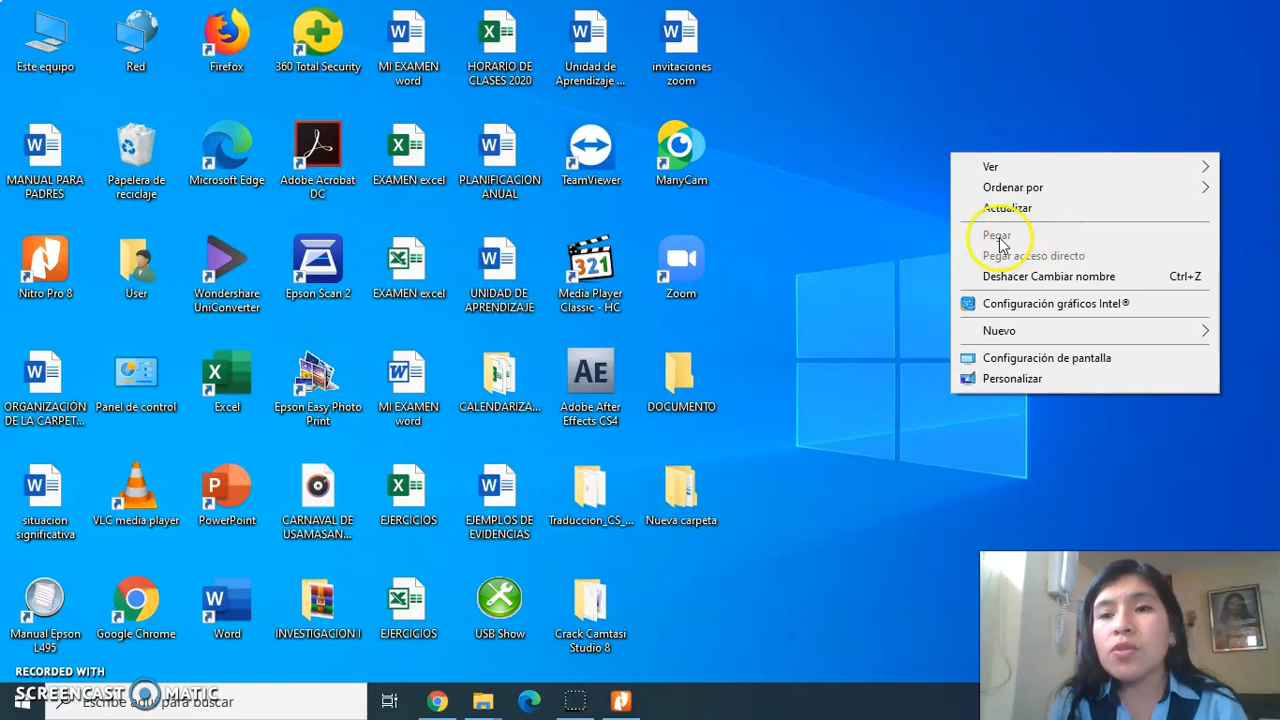 Este equipo
Red
Firefox
360 Total Security
MI EXAMEN
word
HORARIO DE
CLASES 2020
Unidad de
Aprendizaje ...
invitaciones
zoom
MANUAL PARA
PADRES
Papelera de
reciclaje
Microsoft Edge
Adobe Acrobat
DC
EXAMEN excel
PLANIFICACION
ANUAL
TeamViewer
ManyCam
Nitro Pro 8
User
Wondershare
UniConverter
Epson Scan 2
EXAMEN excel
UNIDAD DE
APRENDIZAJE
321
Media Player
Classic - HC
Zoom
ORGANIZACIÓN
DE LA CARPET...
Panel de control
Excel
Epson Easy Photo
Print
MI EXAMEN
word
CALENDARIZA...
AE
Adobe After
Effects CS4
DOCUMENTO
situacion
significativa
VLC media player
PowerPoint
CARNAVAL DE
USAMASAN...
EJERCICIOS
EJEMPLOS DE
EVIDENCIAS
Traduccion_CS_...
Nueva carpeta
Manual Epson
L495
Google Chrome
Word
INVESTIGACION I
EJERCICIOS
USB Show
Crack Camtasi
Studio 8
Ver
Ordenar por
Actualizar
Pegar
Pegar acceso directo
Deshacer Cambiar nombre Ctrl+Z
Configuración gráficos Intel®
Nuevo
Configuración de pantalla
Personalizar
RECORDED WITH
SCREENCAST MATIC
Escribe aquí para buscar